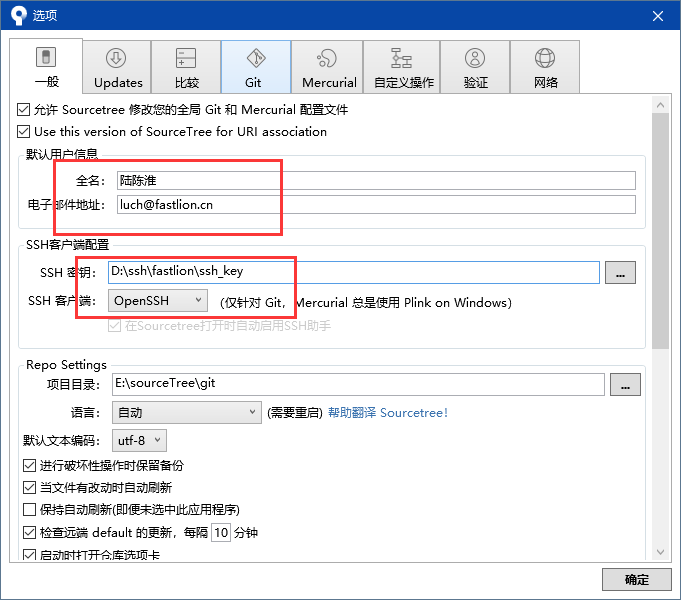 选项
一般 Updates 比较 Git Mercurial 自定义操作 验证 网络
允许 Sourcetree 修改您的全局 Git 和 Mercurial 配置文件
Use this version of SourceTree for URI association
默认用户信息
全名： 陆陈淮
电子邮件地址： luch@fastlion.cn
SSH客户端配置
SSH 密钥： D:\ssh\fastlion\ssh_key ...
SSH 客户端： OpenSSH (仅针对 Git，Mercurial 总是使用 Plink on Windows)
在Sourcetree打开时自动启用SSH助手
Repo Settings
项目目录： E:\sourceTree\git ...
语言： 自动 (需要重启) 帮助翻译 Sourcetree!
默认文本编码： utf-8
进行破坏性操作时保留备份
当文件有改动时自动刷新
保持自动刷新(即便未选中此应用程序)
检查远端 default 的更新，每隔 10 分钟
启动时打开仓库选项卡
确定